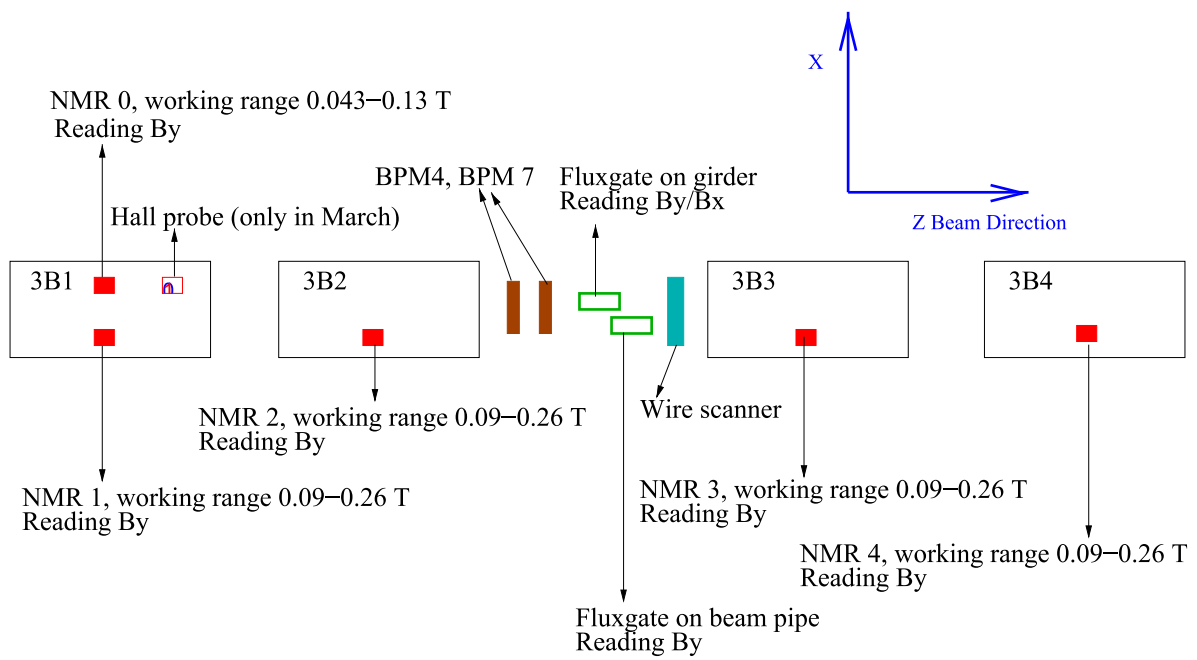 X
Z Beam Direction
NMR 0, working range 0.043−0.13 T
Reading By
Hall probe (only in March)
BPM4, BPM 7
Fluxgate on girder
Reading By/Bx
3B1
3B2
3B3
3B4
Wire scanner
NMR 2, working range 0.09−0.26 T
Reading By
NMR 1, working range 0.09−0.26 T
Reading By
NMR 3, working range 0.09−0.26 T
Reading By
NMR 4, working range 0.09−0.26 T
Reading By
Fluxgate on beam pipe
Reading By